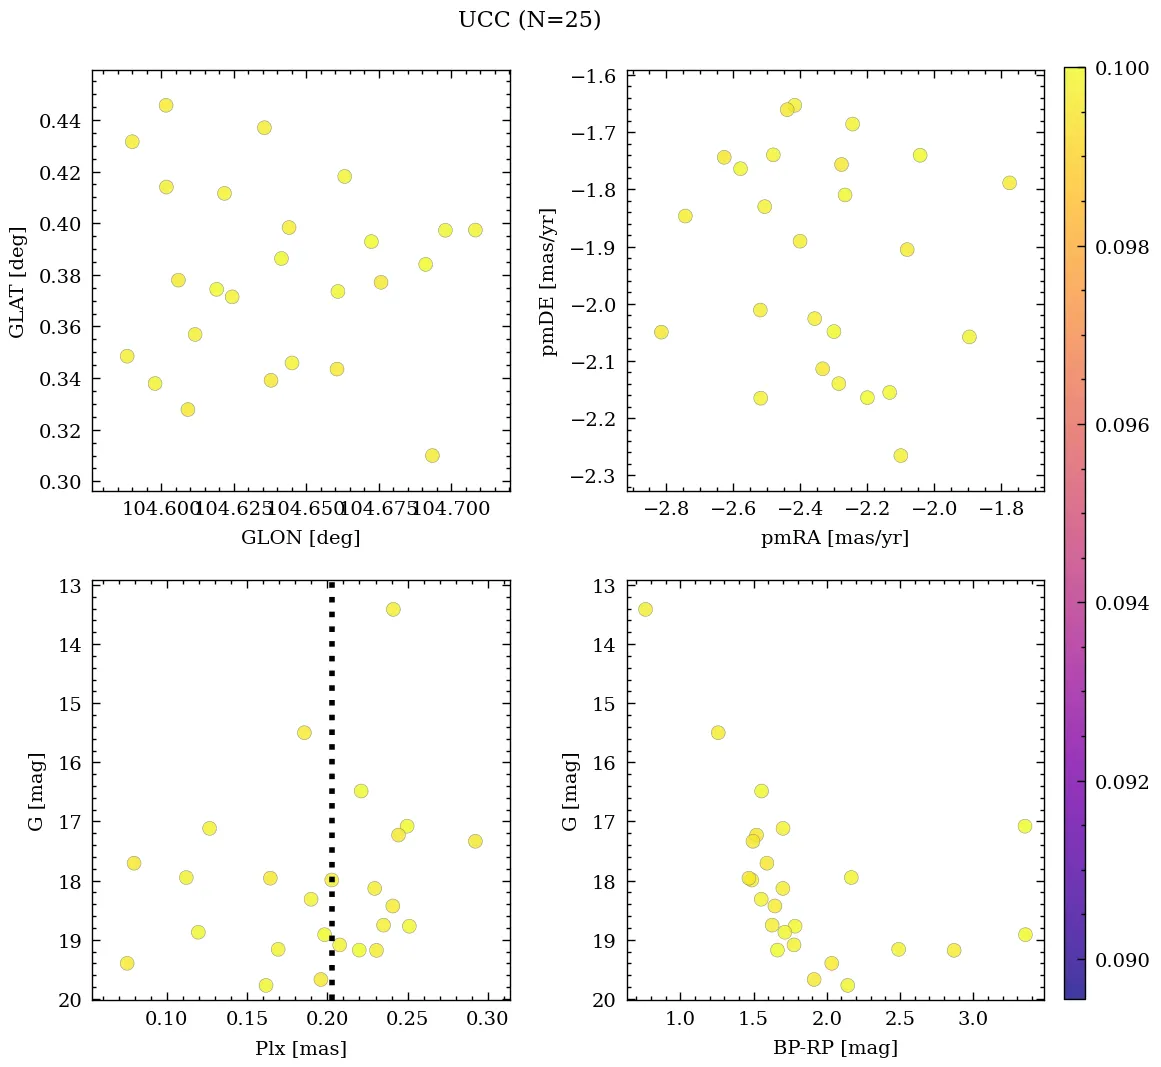 UCC (N=25)
0.44
0.42
0.40
0.38
0.36
0.34
0.32
0.30
GLAT [deg]
104.600 104.625 104.650 104.675 104.700
GLON [deg]
−1.6
−1.7
−1.8
−1.9
−2.0
−2.1
−2.2
−2.3
pmDE [mas/yr]
−2.8 −2.6 −2.4 −2.2 −2.0 −1.8
pmRA [mas/yr]
13
14
15
16
17
18
19
20
G [mag]
0.10 0.15 0.20 0.25 0.30
Plx [mas]
13
14
15
16
17
18
19
20
G [mag]
1.0 1.5 2.0 2.5 3.0
BP-RP [mag]
0.100
0.098
0.096
0.094
0.092
0.090